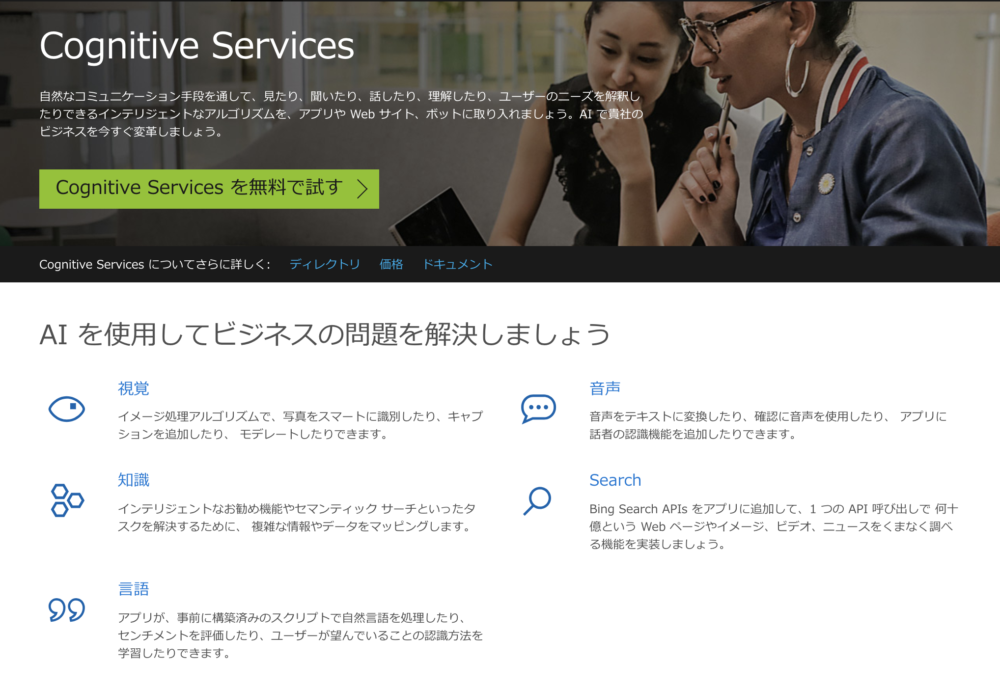 Cognitive Services
自然なコミュニケーション手段を通して、見たり、聞いたり、話したり、理解したり、ユーザーのニーズを解釈し
たりできるインテリジェントなアルゴリズムを、アプリや Web サイト、ボットに取り入れましょう。AI で貴社の
ビジネスを今すぐ変革しましょう。
Cognitive Services を無料で試す
Cognitive Services についてさらに詳しく: ディレクトリ 価格 ドキュメント
AI を使用してビジネスの問題を解決しましょう
視覚
イメージ処理アルゴリズムで、写真をスマートに識別したり、キャプ
ションを追加したり、 モデレートしたりできます。
音声
音声をテキストに変換したり、確認に音声を使用したり、 アプリに
話者の認識機能を追加したりできます。
知識
インテリジェントなお勧め機能やセマンティック サーチといったタ
スクを解決するために、 複雑な情報やデータをマッピングします。
Search
Bing Search APIs をアプリに追加して、1 つの API 呼び出しで 何十
億という Web ページやイメージ、ビデオ、ニュースをくまなく調べ
る機能を実装しましょう。
言語
アプリが、事前に構築済みのスクリプトで自然言語を処理したり、
センチメントを評価したり、ユーザーが望んでいることの認識方法を
学習したりできます。